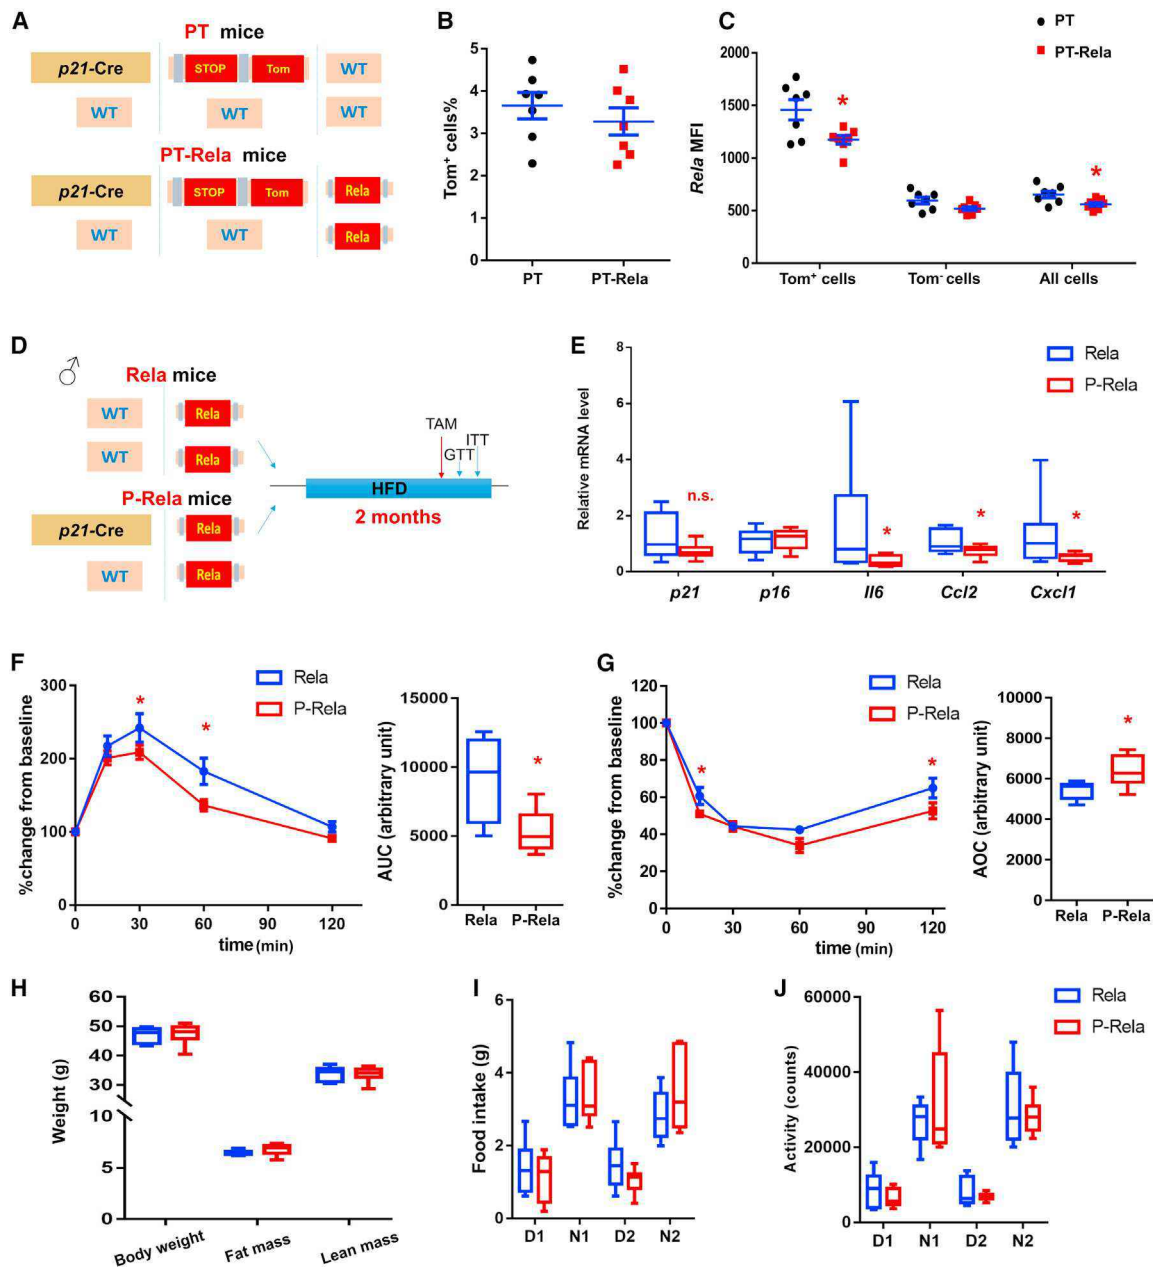 A
PT mice
p21-Cre
STOP
Tom
WT
WT
WT
WT
PT-Rela mice
p21-Cre
STOP
Tom
Rela
WT
WT
Rela
B
Tom+ cells%
5
4
3
2
1
0
PT
PT-Rela
C
PT
PT-Rela
Rela MFI
2000
1500
1000
500
0
*
*
Tom+ cells
Tom- cells
All cells
D
♂
Rela mice
WT
Rela
WT
Rela
P-Rela mice
p21-Cre
Rela
WT
Rela
TAM
ITT
GTT
HFD
2 months
E
Rela
P-Rela
Relative mRNA level
8
6
4
2
0
n.s.
*
*
*
p21
p16
Il6
Ccl2
Cxcl1
F
Rela
P-Rela
%change from baseline
300
200
100
0
*
*
0
30
60
90
120
time (min)
AUC (arbitrary unit)
15000
10000
5000
0
*
Rela
P-Rela
G
Rela
P-Rela
%change from baseline
120
100
80
60
40
20
0
*
*
0
30
60
90
120
time (min)
AOC (arbitrary unit)
10000
8000
6000
4000
2000
0
*
Rela
P-Rela
H
Weight (g)
60
50
40
30
10
5
0
Body weight
Fat mass
Lean mass
I
Food intake (g)
6
4
2
0
D1
N1
D2
N2
J
Rela
P-Rela
Activity (counts)
60000
40000
20000
0
D1
N1
D2
N2